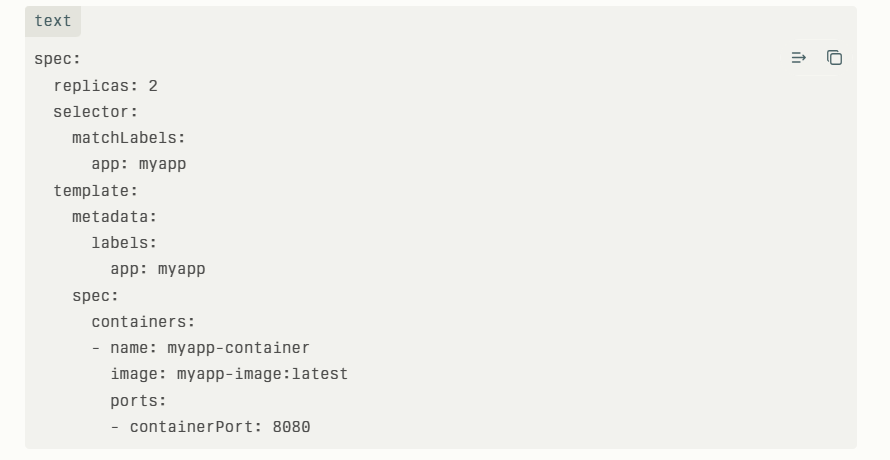 text
spec:
  replicas: 2
  selector:
    matchLabels:
      app: myapp
  template:
    metadata:
      labels:
        app: myapp
    spec:
      containers:
      - name: myapp-container
        image: myapp-image:latest
        ports:
        - containerPort: 8080